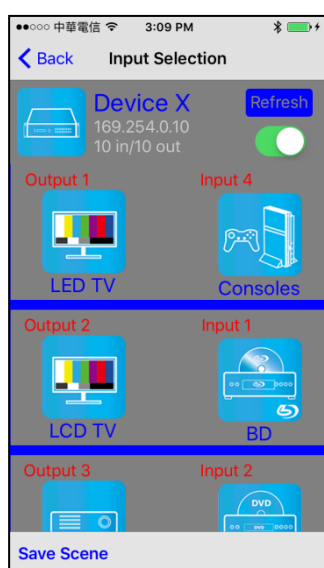 中華電信 3:09 PM
Back Input Selection
Device X Refresh
169.254.0.10
10 in/10 out
Output 1 Input 4
LED TV Consoles
Output 2 Input 1
LCD TV BD
Output 3 Input 2
DVD
DVD
Save Scene